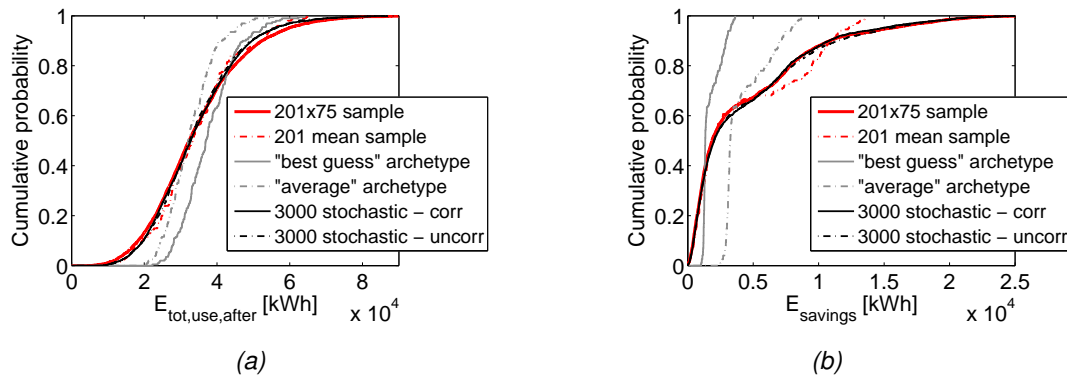 Cumulative probability
1
0.8
0.6
0.4
0.2
0
0 2 4 6 8
x 10^4
E_tot,use,after [kWh]
201x75 sample
201 mean sample
"best guess" archetype
"average" archetype
3000 stochastic − corr
3000 stochastic − uncorr
(a)
Cumulative probability
1
0.8
0.6
0.4
0.2
0
0 0.5 1 1.5 2 2.5
x 10^4
E_savings [kWh]
201x75 sample
201 mean sample
"best guess" archetype
"average" archetype
3000 stochastic − corr
3000 stochastic − uncorr
(b)